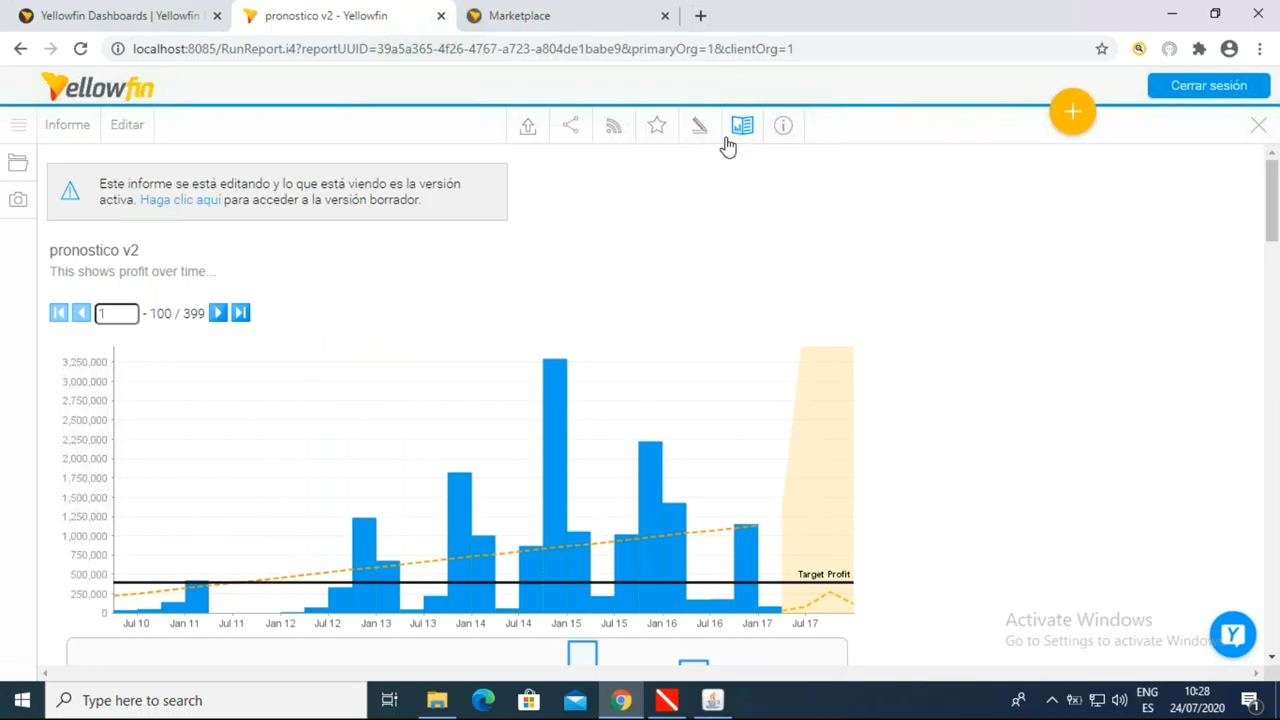 Yellowfin Dashboards | Yellowfin
pronostico v2 - Yellowfin
Marketplace
localhost:8085/RunReport.i4?reportUUID=39a5a365-4f26-4767-a723-a804de1babe9&primaryOrg=1&clientOrg=1
Yellowfin
Cerrar sesión
Informe
Editar
Este informe se está editando y lo que está viendo es la versión
activa. Haga clic aquí para acceder a la versión borrador.
pronostico v2
This shows profit over time...
1 - 100 / 399
3,250,000
3,000,000
2,750,000
2,500,000
2,250,000
2,000,000
1,750,000
1,500,000
1,250,000
1,000,000
750,000
500,000
250,000
0
Target Profit
Jul 10 Jan 11 Jul 11 Jan 12 Jul 12 Jan 13 Jul 13 Jan 14 Jul 14 Jan 15 Jul 15 Jan 16 Jul 16 Jan 17 Jul 17
Activate Windows
Go to Settings to activate Windows
Type here to search
ENG
ES
10:28
24/07/2020
1